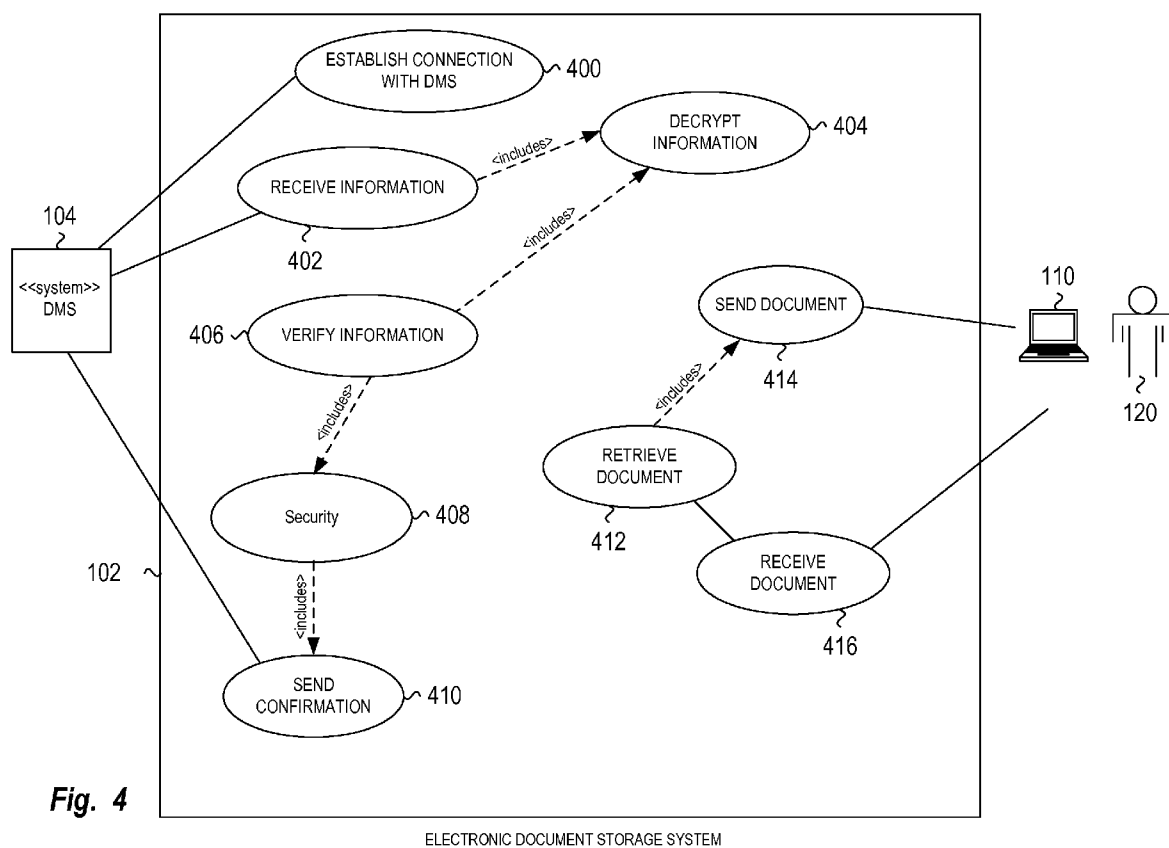 ESTABLISH CONNECTION
WITH DMS
400
DECRYPT
INFORMATION
404
<includes>
RECEIVE INFORMATION
402
104
<<system>>
DMS
<includes>
406
VERIFY INFORMATION
SEND DOCUMENT
414
110
120
<includes>
<includes>
RETRIEVE
DOCUMENT
412
Security
408
RECEIVE
DOCUMENT
416
102
<includes>
SEND
CONFIRMATION
410
Fig. 4
ELECTRONIC DOCUMENT STORAGE SYSTEM